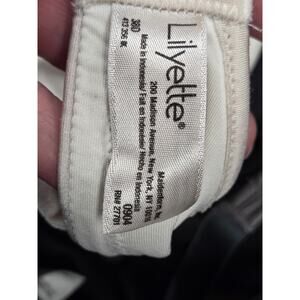 Lilyette®
Maidenform, Inc.
200 Madison Avenue, New York, NY 10016
Made in Indonesia/ Fait en Indonésie/ Hecho en Indonesia
38D
0904
RN# 27701